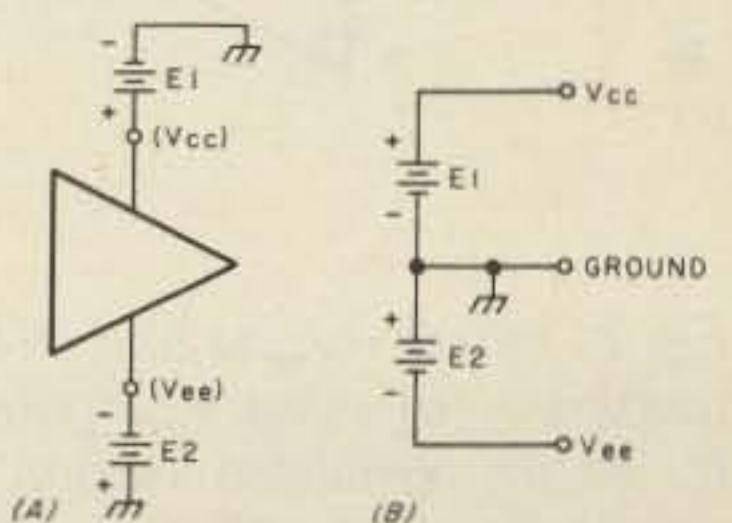 -
E1
+
(Vcc)
(Vee)
-
E2
+
(A)
Vcc
+
E1
-
GROUND
+
E2
-
Vee
(B)